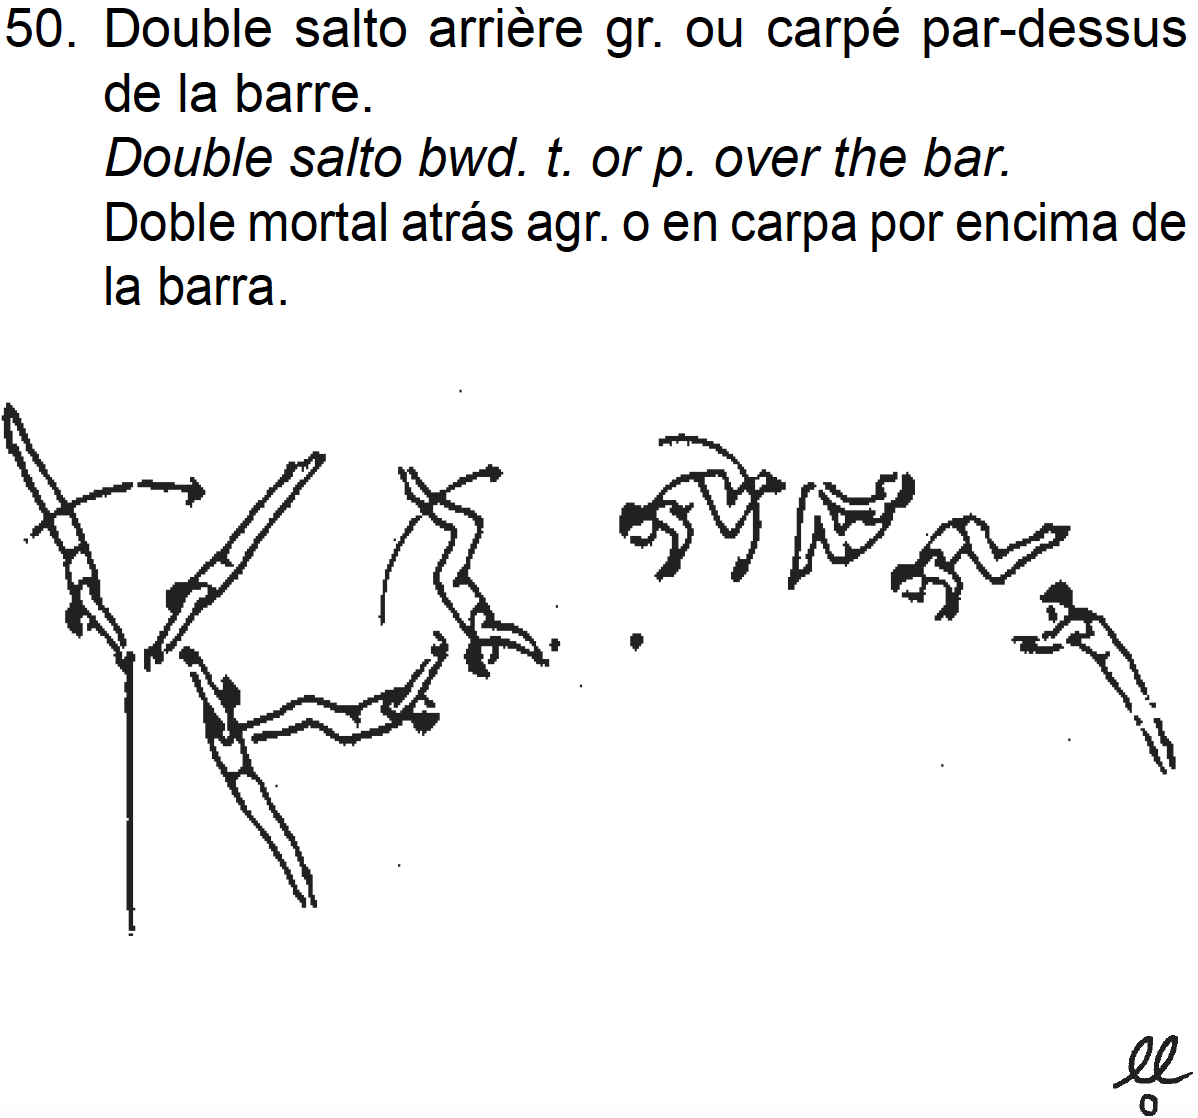 50. Double salto arrière gr. ou carpé par-dessus
de la barre.
Double salto bwd. t. or p. over the bar.
Doble mortal atrás agr. o en carpa por encima de
la barra.